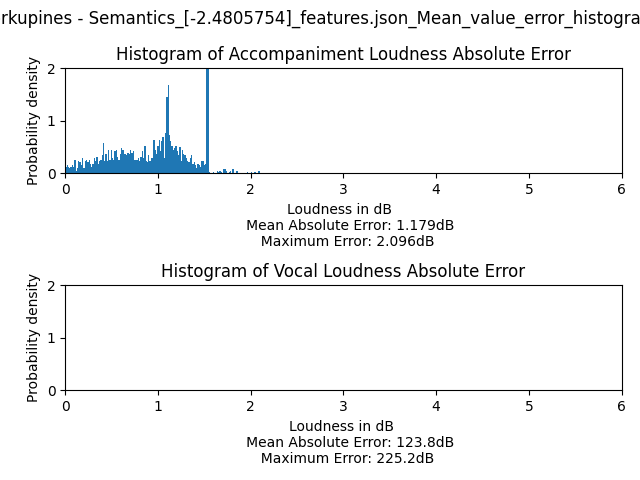 rkupines - Semantics_[-2.4805754]_features.json_Mean_value_error_histogra
Histogram of Accompaniment Loudness Absolute Error
Probability density
2
1
0
0 1 2 3 4 5 6
Loudness in dB
Mean Absolute Error: 1.179dB
Maximum Error: 2.096dB
Histogram of Vocal Loudness Absolute Error
Probability density
2
1
0
0 1 2 3 4 5 6
Loudness in dB
Mean Absolute Error: 123.8dB
Maximum Error: 225.2dB